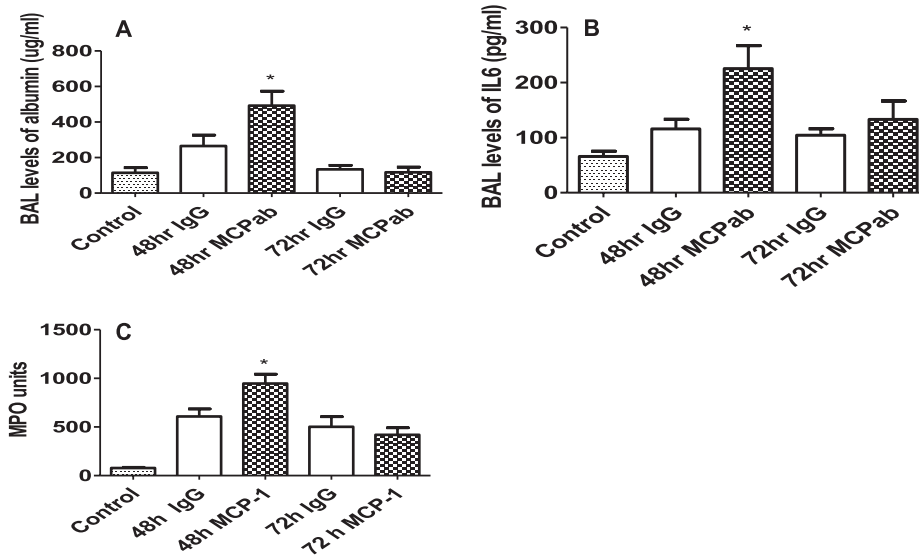 A
BAL levels of albumin (ug/ml)
800
600
400
200
0
*
Control
48hr IgG
48hr MCPab
72hr IgG
72hr MCPab
B
BAL levels of IL6 (pg/ml)
300
200
100
0
*
Control
48hr IgG
48hr MCPab
72hr IgG
72hr MCPab
C
MPO units
1500
1000
500
0
*
Control
48h IgG
48h MCP-1
72h IgG
72 h MCP-1